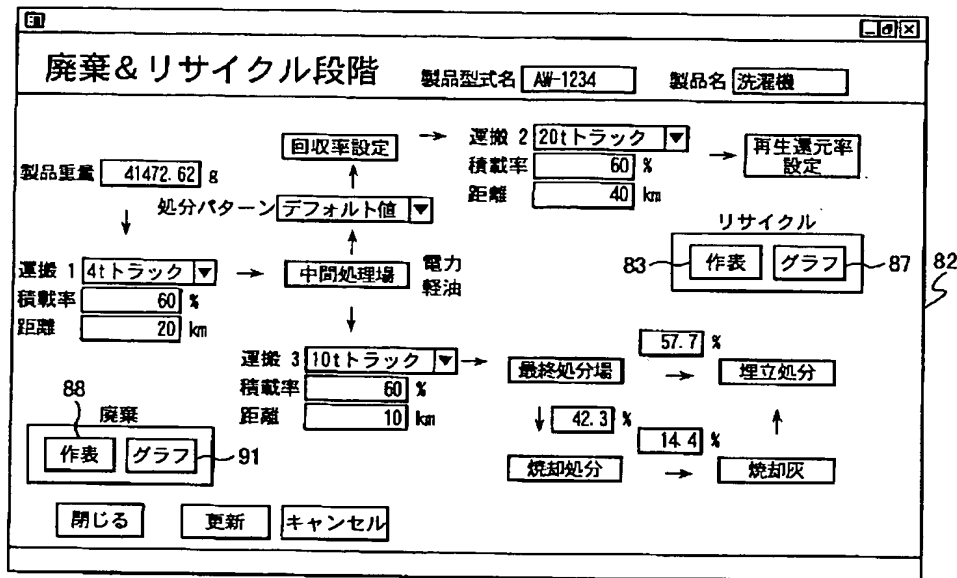 廃棄&リサイクル段階 製品型式名 AW-1234 製品名 洗濯機
回収率設定 → 運搬 2 20tトラック ▼ → 再生還元率設定
積載率 60 %
距離 40 km
製品重量 41472.62 g
処分パターン デフォルト値 ▼
リサイクル
83 作表 グラフ 87 82
運搬 1 4tトラック ▼ → 中間処理場 電力
軽油
積載率 60 %
距離 20 km
運搬 3 10tトラック ▼ → 最終処分場 57.7 % → 埋立処分
積載率 60 %
距離 10 km
42.3 %
14.4 %
焼却処分 → 焼却灰
88
廃棄
作表 グラフ 91
閉じる 更新 キャンセル